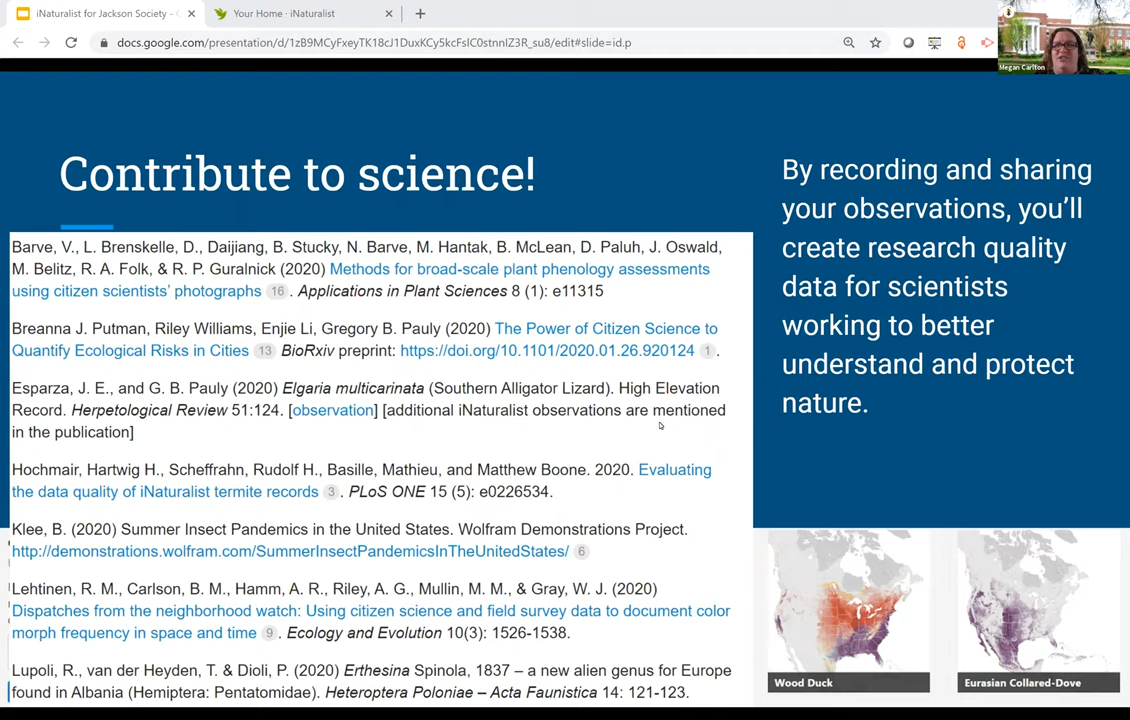 iNaturalist for Jackson Society -
Your Home · iNaturalist
docs.google.com/presentation/d/1zB9MCyFxeyTK18cJ1DuxKCy5kcFsIC0stnnIZ3R_su8/edit#slide=id.p
Megan Carlton
Contribute to science!
Barve, V., L. Brenskelle, D., Daijiang, B. Stucky, N. Barve, M. Hantak, B. McLean, D. Paluh, J. Oswald,
M. Belitz, R. A. Folk, & R. P. Guralnick (2020) Methods for broad-scale plant phenology assessments
using citizen scientists' photographs 16 . Applications in Plant Sciences 8 (1): e11315
Breanna J. Putman, Riley Williams, Enjie Li, Gregory B. Pauly (2020) The Power of Citizen Science to
Quantify Ecological Risks in Cities 13 BioRxiv preprint: https://doi.org/10.1101/2020.01.26.920124 1 .
Esparza, J. E., and G. B. Pauly (2020) Elgaria multicarinata (Southern Alligator Lizard). High Elevation
Record. Herpetological Review 51:124. [observation] [additional iNaturalist observations are mentioned
in the publication]
Hochmair, Hartwig H., Scheffrahn, Rudolf H., Basille, Mathieu, and Matthew Boone. 2020. Evaluating
the data quality of iNaturalist termite records 3 . PLoS ONE 15 (5): e0226534.
Klee, B. (2020) Summer Insect Pandemics in the United States. Wolfram Demonstrations Project.
http://demonstrations.wolfram.com/SummerInsectPandemicsInTheUnitedStates/ 6
Lehtinen, R. M., Carlson, B. M., Hamm, A. R., Riley, A. G., Mullin, M. M., & Gray, W. J. (2020)
Dispatches from the neighborhood watch: Using citizen science and field survey data to document color
morph frequency in space and time 9 . Ecology and Evolution 10(3): 1526-1538.
Lupoli, R., van der Heyden, T. & Dioli, P. (2020) Erthesina Spinola, 1837 – a new alien genus for Europe
found in Albania (Hemiptera: Pentatomidae). Heteroptera Poloniae – Acta Faunistica 14: 121-123.
By recording and sharing
your observations, you'll
create research quality
data for scientists
working to better
understand and protect
nature.
Wood Duck
Eurasian Collared-Dove